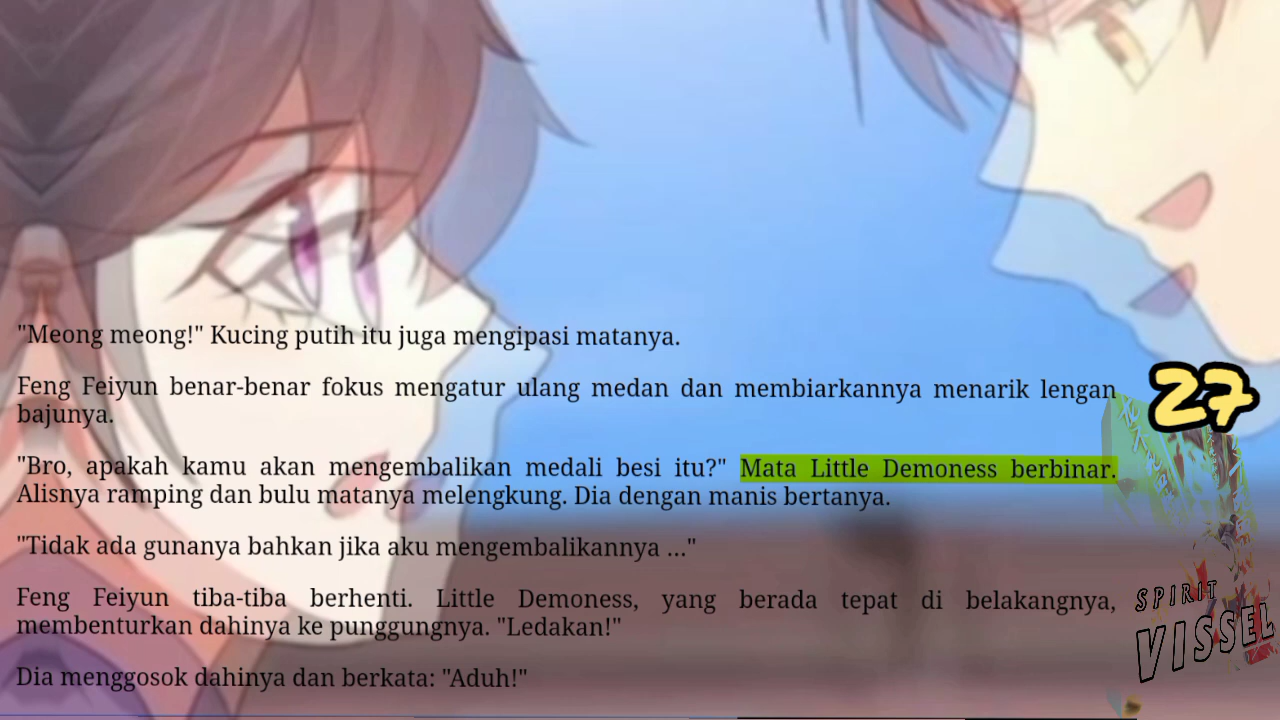 "Meong meong!" Kucing putih itu juga mengipasi matanya.
Feng Feiyun benar-benar fokus mengatur ulang medan dan membiarkannya menarik lengan
bajunya.
"Bro, apakah kamu akan mengembalikan medali besi itu?" Mata Little Demoness berbinar.
Alisnya ramping dan bulu matanya melengkung. Dia dengan manis bertanya.
"Tidak ada gunanya bahkan jika aku mengembalikannya ..."
Feng Feiyun tiba-tiba berhenti. Little Demoness, yang berada tepat di belakangnya,
membenturkan dahinya ke punggungnya. "Ledakan!"
Dia menggosok dahinya dan berkata: "Aduh!"
27
SPIRIT
VISSEL